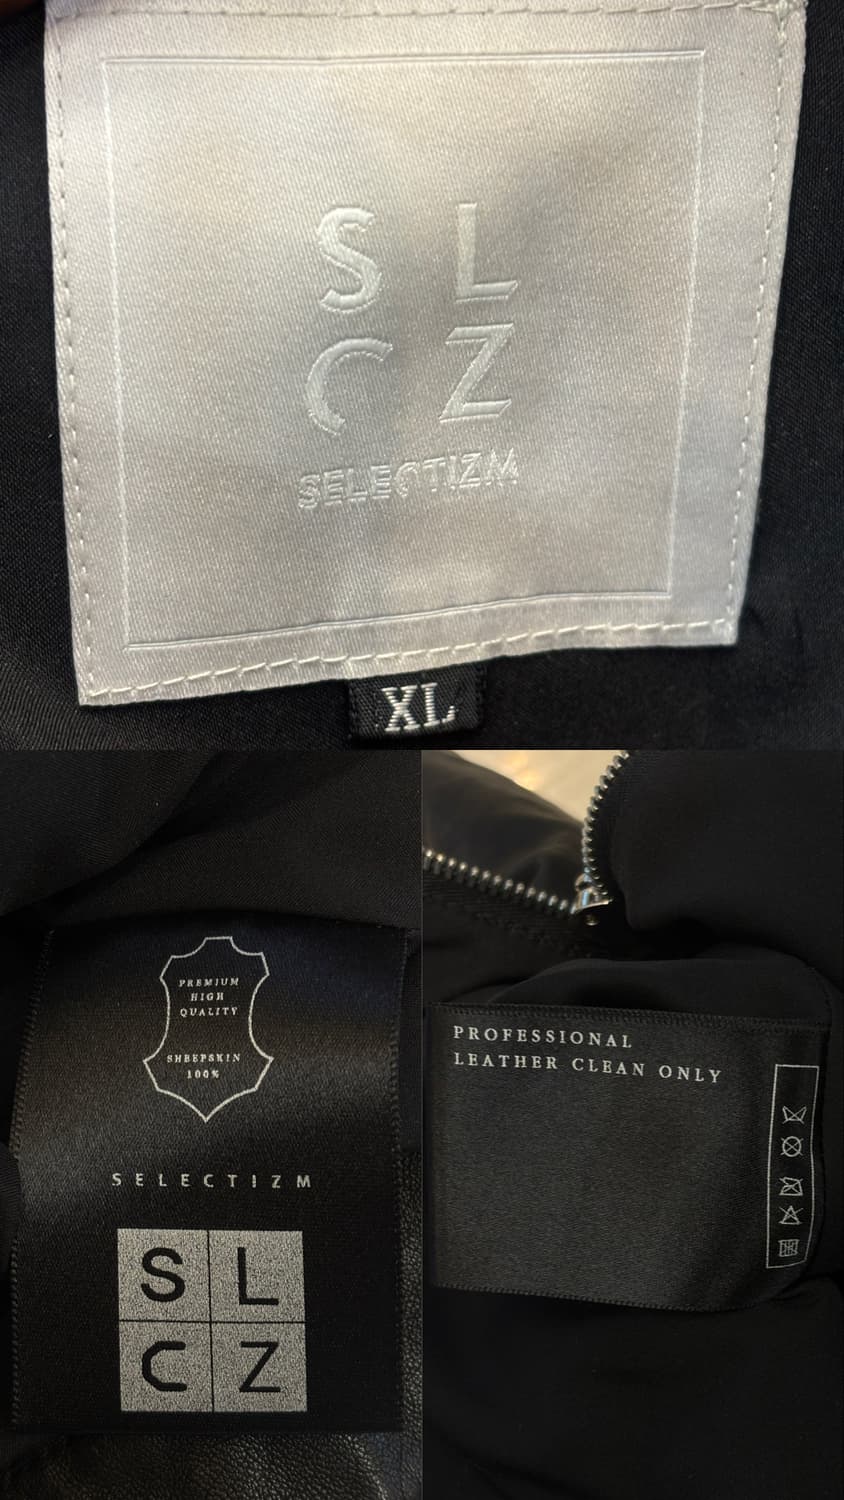 S L
C Z
SELECTIZM
XL
PREMIUM
HIGH
QUALITY
SHEEPSKIN
100%
SELECTIZM
S L
C Z
PROFESSIONAL
LEATHER CLEAN ONLY